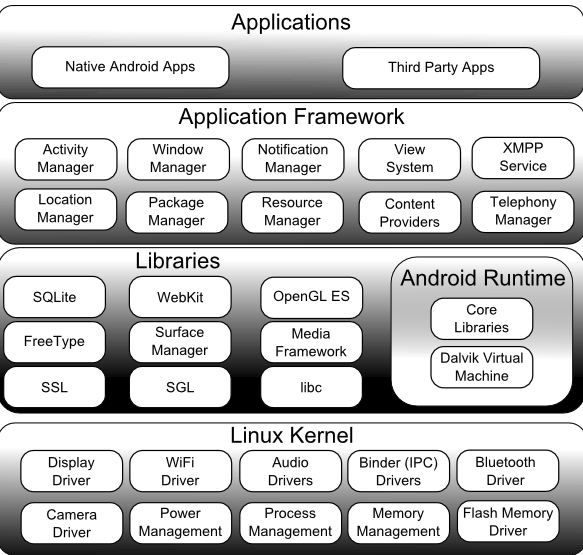 Applications
Native Android Apps
Third Party Apps
Application Framework
Activity
Manager
Window
Manager
Notification
Manager
View
System
XMPP
Service
Location
Manager
Package
Manager
Resource
Manager
Content
Providers
Telephony
Manager
Libraries
SQLite
WebKit
OpenGL ES
FreeType
Surface
Manager
Media
Framework
SSL
SGL
libc
Android Runtime
Core
Libraries
Dalvik Virtual
Machine
Linux Kernel
Display
Driver
WiFi
Driver
Audio
Drivers
Binder (IPC)
Drivers
Bluetooth
Driver
Camera
Driver
Power
Management
Process
Management
Memory
Management
Flash Memory
Driver